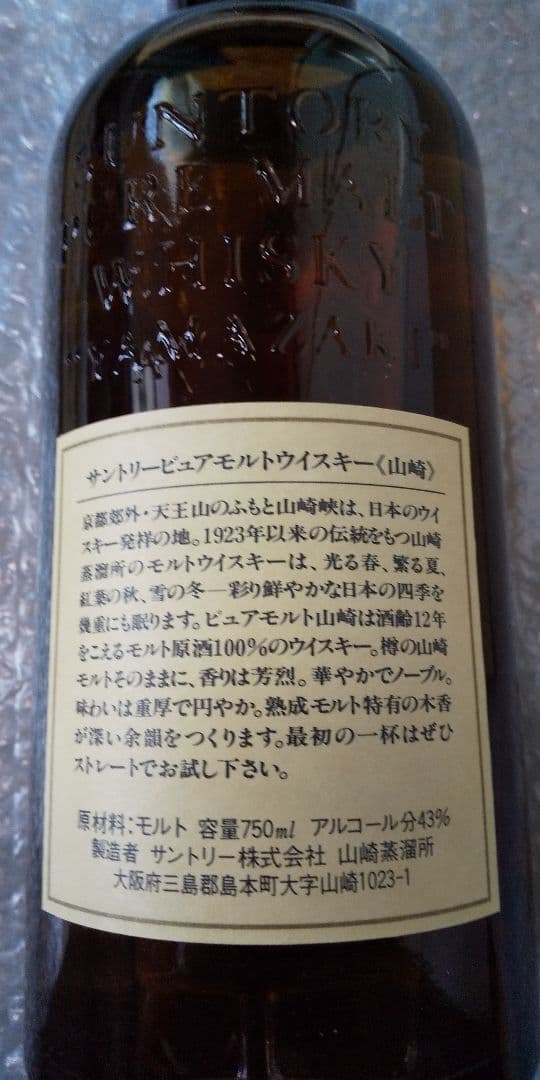 SUNTORY
PURE MALT
WHISKY
"YAMAZAKI"
サントリーピュアモルトウイスキー《山崎》
京都郊外・天王山のふもと山崎峡は、日本のウイ
スキー発祥の地。1923年以来の伝統をもつ山崎
蒸溜所のモルトウイスキーは、光る春、繁る夏、
紅葉の秋、雪の冬―彩り鮮やかな日本の四季を
幾重にも眠ります。ピュアモルト山崎は酒齢12年
をこえるモルト原酒100%のウイスキー。樽の山崎
モルトそのままに、香りは芳烈。華やかでノーブル。
味わいは重厚で円やか。熟成モルト特有の木香
が深い余韻をつくります。最初の一杯はぜひ
ストレートでお試し下さい。
原材料:モルト 容量750ml アルコール分43%
製造者 サントリー株式会社 山崎蒸溜所
大阪府三島郡島本町大字山崎1023-1